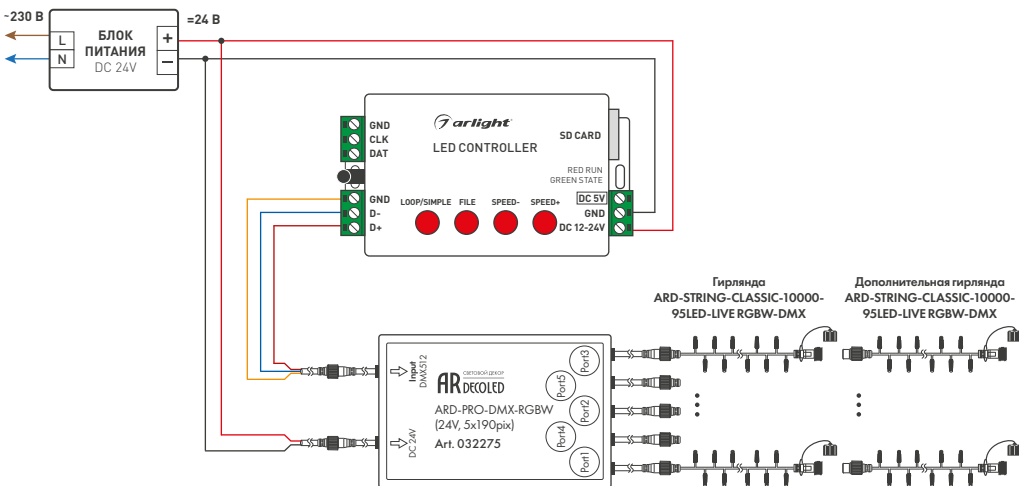 ~230 В
=24 В
L
N
БЛОК
ПИТАНИЯ
DC 24V
+
−
GND
CLK
DAT
arlight
LED CONTROLLER
SD CARD
RED RUN
GREEN STATE
GND
D-
D+
LOOP/SIMPLE FILE SPEED- SPEED+
DC 5V
GND
DC 12-24V
Гирлянда
ARD-STRING-CLASSIC-10000-
95LED-LIVE RGBW-DMX
Дополнительная гирлянда
ARD-STRING-CLASSIC-10000-
95LED-LIVE RGBW-DMX
Input
DMX512
DC 24V
AR
СВЕТОВОЙ ДЕКОР
DECOLED
ARD-PRO-DMX-RGBW
(24V, 5x190pix)
Art. 032275
Port3
Port5
Port2
Port4
Port1